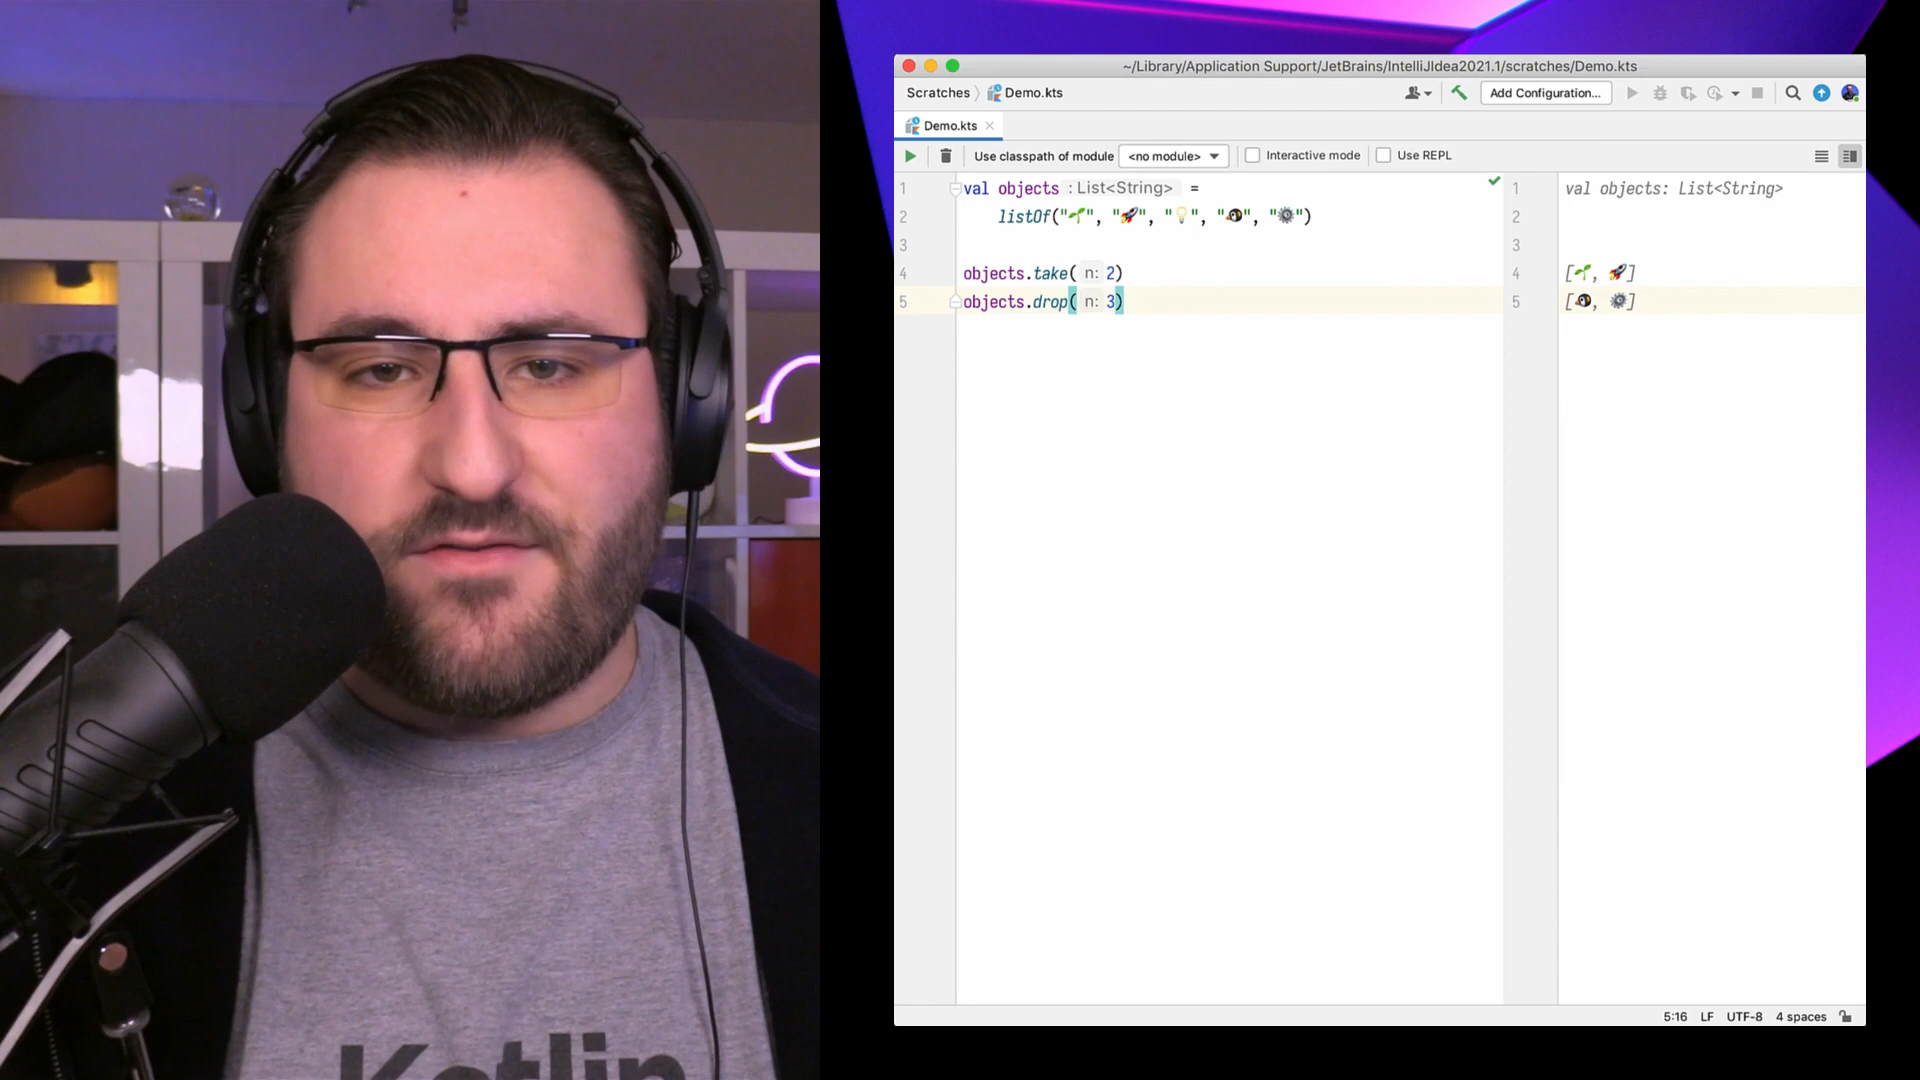 ~/Library/Application Support/JetBrains/IntelliJIdea2021.1/scratches/Demo.kts
Scratches 〉 Demo.kts
Add Configuration...
Demo.kts
Use classpath of module <no module> Interactive mode Use REPL
1 val objects : List<String> =
2 listOf("🌱", "🚀", "💡", "🐧", "⚙️")
3
4 objects.take( n: 2)
5 objects.drop( n: 3)
1 val objects: List<String>
2
3
4 [🌱, 🚀]
5 [🐧, ⚙️]
5:16 LF UTF-8 4 spaces
Kotlin